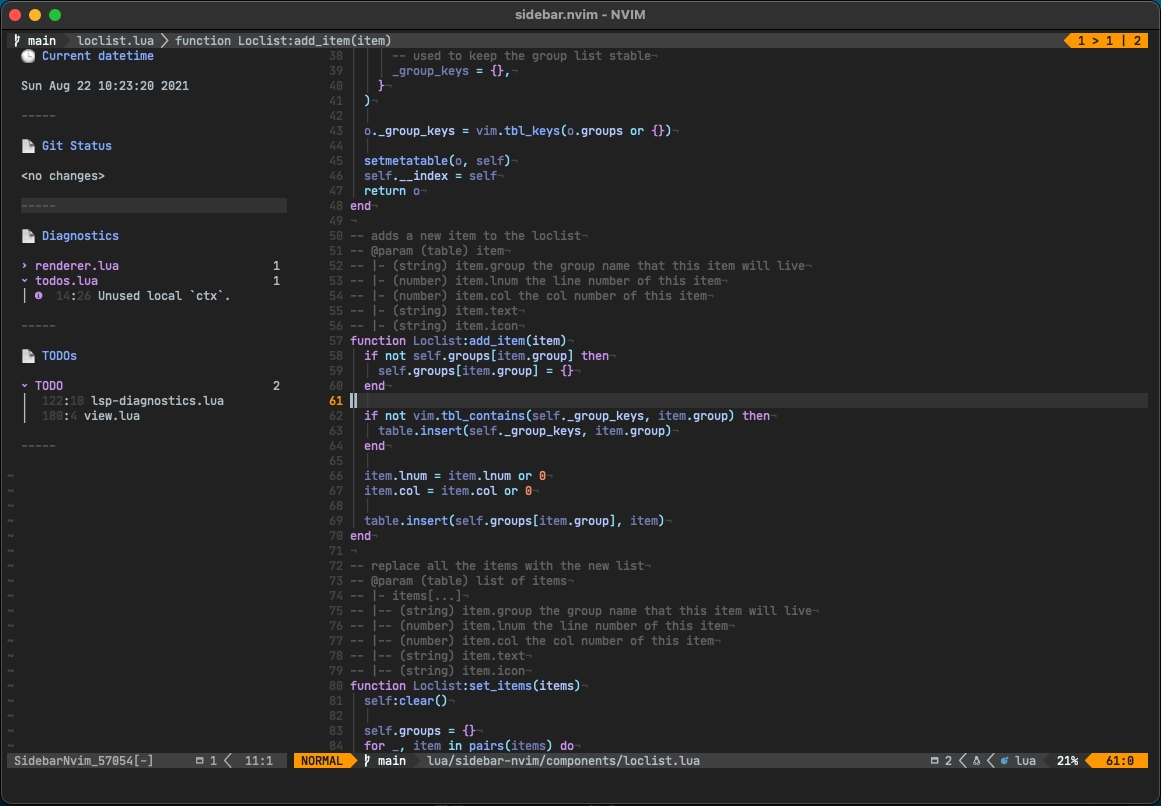 sidebar.nvim - NVIM
main loclist.lua > function Loclist:add_item(item)
1 > 1 | 2
Current datetime
Sun Aug 22 10:23:20 2021
-----
Git Status
<no changes>
-----
Diagnostics
› renderer.lua 1
⌄ todos.lua 1
14:26 Unused local `ctx`.
-----
TODOs
⌄ TODO 2
122:10 lsp-diagnostics.lua
180:4 view.lua
-----
38 -- used to keep the group list stable¬
39 _group_keys = {},¬
40 }¬
41 )¬
42
43 o._group_keys = vim.tbl_keys(o.groups or {})¬
44
45 setmetatable(o, self)¬
46 self.__index = self¬
47 return o¬
48 end¬
49 ¬
50 -- adds a new item to the loclist¬
51 -- @param (table) item¬
52 -- |- (string) item.group the group name that this item will live¬
53 -- |- (number) item.lnum the line number of this item¬
54 -- |- (number) item.col the col number of this item¬
55 -- |- (string) item.text¬
56 -- |- (string) item.icon¬
57 function Loclist:add_item(item)¬
58 if not self.groups[item.group] then¬
59 self.groups[item.group] = {}¬
60 end¬
61
62 if not vim.tbl_contains(self._group_keys, item.group) then¬
63 table.insert(self._group_keys, item.group)¬
64 end¬
65
66 item.lnum = item.lnum or 0¬
67 item.col = item.col or 0¬
68
69 table.insert(self.groups[item.group], item)¬
70 end¬
71 ¬
72 -- replace all the items with the new list¬
73 -- @param (table) list of items¬
74 -- |- items[...]¬
75 -- |-- (string) item.group the group name that this item will live¬
76 -- |-- (number) item.lnum the line number of this item¬
77 -- |-- (number) item.col the col number of this item¬
78 -- |-- (string) item.text¬
79 -- |-- (string) item.icon¬
80 function Loclist:set_items(items)¬
81 self:clear()¬
82
83 self.groups = {}¬
84 for _, item in pairs(items) do¬
SidebarNvim_57054[-] 1 < 11:1
NORMAL main lua/sidebar-nvim/components/loclist.lua 2 < < lua 21% 61:0